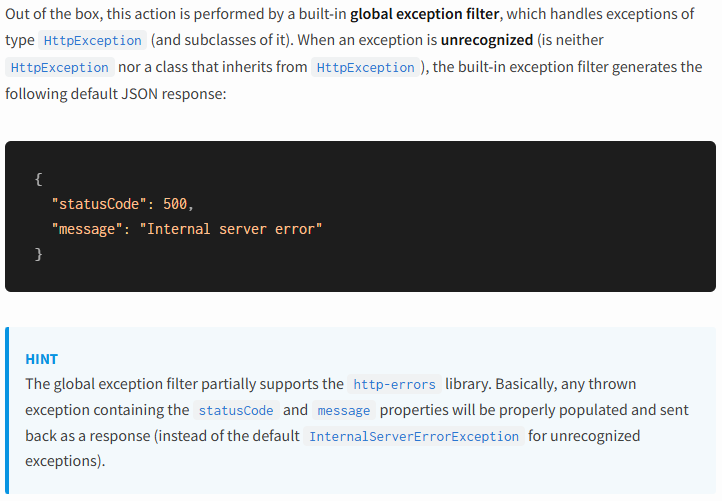 Out of the box, this action is performed by a built-in global exception filter, which handles exceptions of
type HttpException (and subclasses of it). When an exception is unrecognized (is neither
HttpException nor a class that inherits from HttpException ), the built-in exception filter generates the
following default JSON response:
{
"statusCode": 500,
"message": "Internal server error"
}
HINT
The global exception filter partially supports the http-errors library. Basically, any thrown
exception containing the statusCode and message properties will be properly populated and sent
back as a response (instead of the default InternalServerErrorException for unrecognized
exceptions).